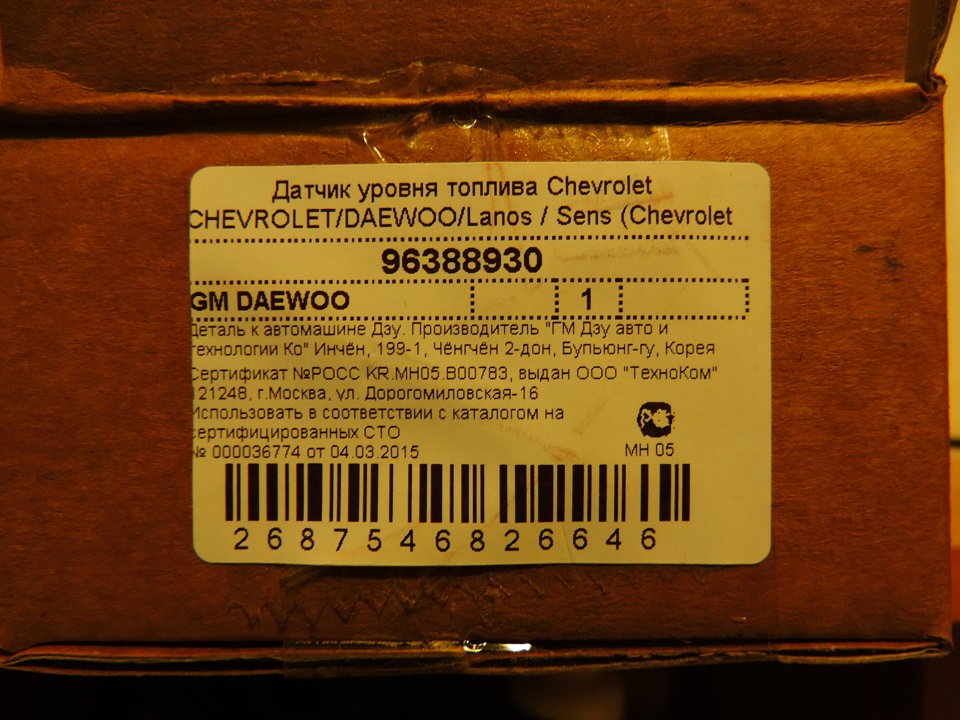 Датчик уровня топлива Chevrolet
CHEVROLET/DAEWOO/Lanos / Sens (Chevrolet
96388930
GM DAEWOO 1
Деталь к автомашине Дэу. Производитель "ГМ Дэу авто и
технологии Ко" Инчён, 199-1, Чёнгчён 2-дон, Бупьюнг-гу, Корея
Сертификат №РОСС KR.МН05.В00783, выдан ООО "ТехноКом"
121248, г.Москва, ул. Дорогомиловская-16
Использовать в соответствии с каталогом на
сертифицированных СТО
№ 000036774 от 04.03.2015 МН 05
2687546826646